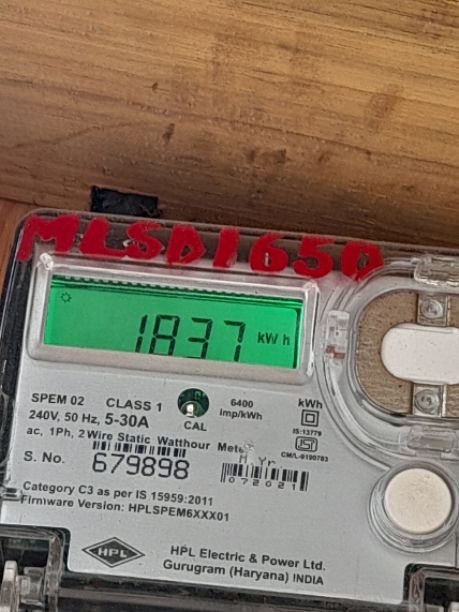 MLSD1650
1837 kWh
SPEM 02 CLASS 1 CAL 6400 imp/kWh kWh
240V, 50 Hz, 5-30A IS:13779
ac, 1Ph, 2 Wire Static Watthour Meter CM/L-9190783
S. No. 679898 M Yr.
072021
Category C3 as per IS 15959:2011
Firmware Version: HPLSPEM6XXX01
HPL HPL Electric & Power Ltd.
Gurugram (Haryana) INDIA